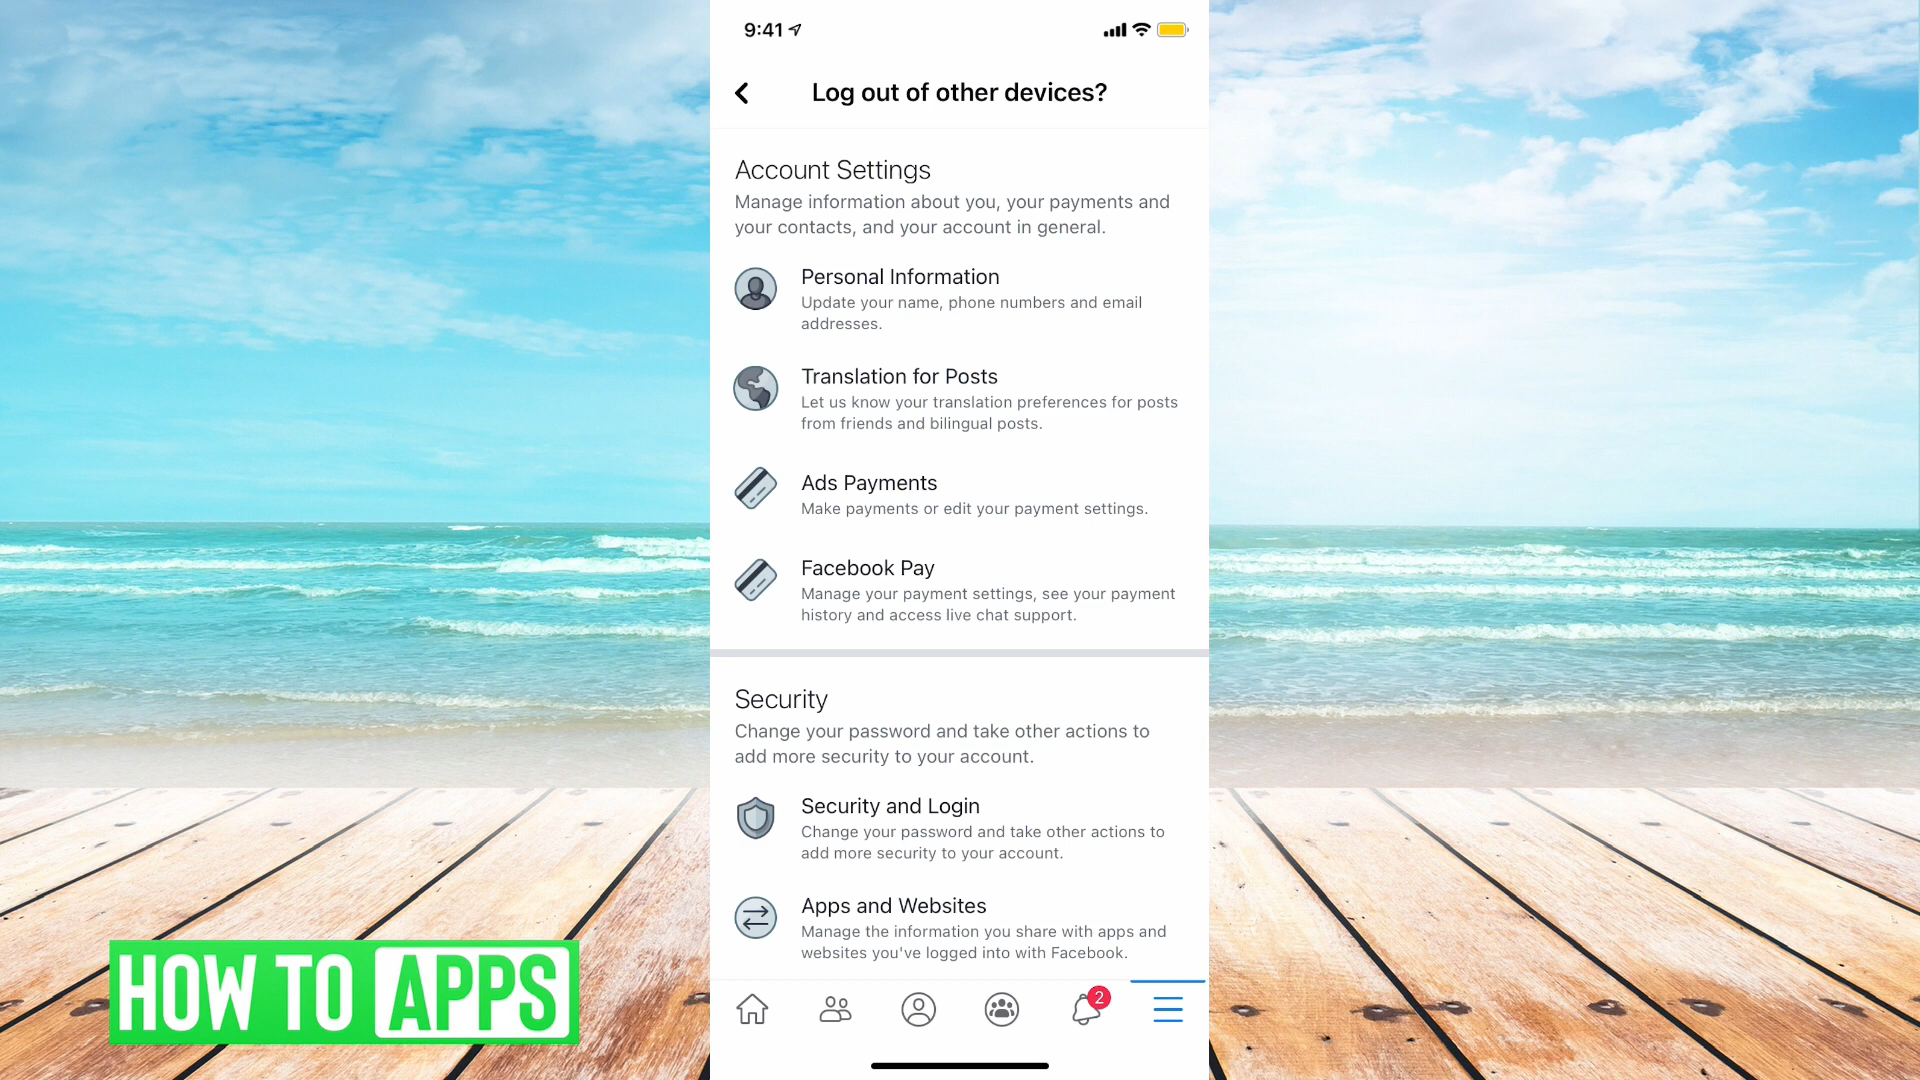 9:41
Log out of other devices?
Account Settings
Manage information about you, your payments and
your contacts, and your account in general.
Personal Information
Update your name, phone numbers and email
addresses.
Translation for Posts
Let us know your translation preferences for posts
from friends and bilingual posts.
Ads Payments
Make payments or edit your payment settings.
Facebook Pay
Manage your payment settings, see your payment
history and access live chat support.
Security
Change your password and take other actions to
add more security to your account.
Security and Login
Change your password and take other actions to
add more security to your account.
Apps and Websites
Manage the information you share with apps and
websites you've logged into with Facebook.
2
HOW TO APPS